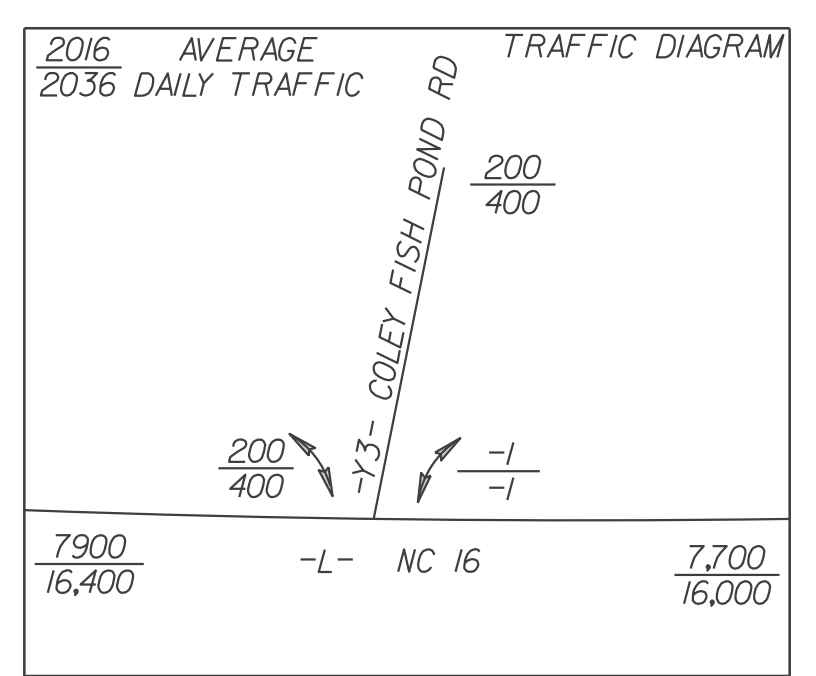 2016 AVERAGE
2036 DAILY TRAFFIC
TRAFFIC DIAGRAM
-Y3- COLEY FISH POND RD
200
400
200
400
-1
-1
7900
16,400
-L- NC 16
7,700
16,000